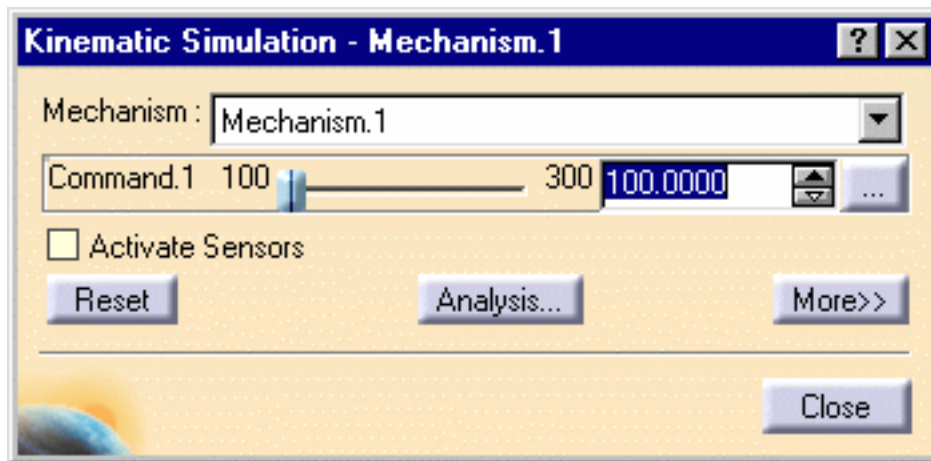 Kinematic Simulation - Mechanism.1 ? X
Mechanism : Mechanism.1
Command.1 100 300 100.0000 ...
Activate Sensors
Reset Analysis... More>>
Close